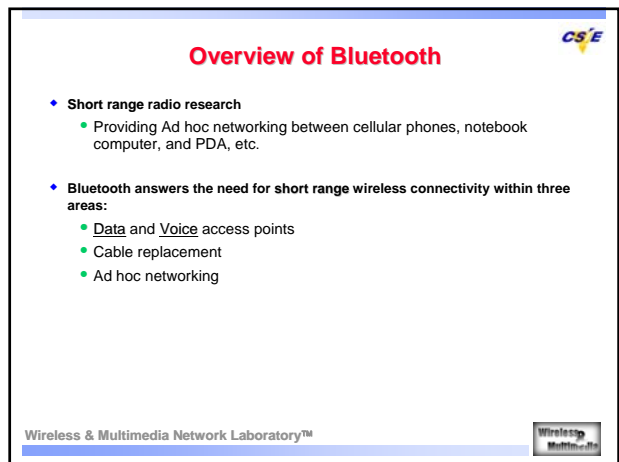 CS/E
Overview of Bluetooth
Short range radio research
Providing Ad hoc networking between cellular phones, notebook
computer, and PDA, etc.
Bluetooth answers the need for short range wireless connectivity within three
areas:
Data and Voice access points
Cable replacement
Ad hoc networking
Wireless & Multimedia Network Laboratory™
Wireless
Multimedia